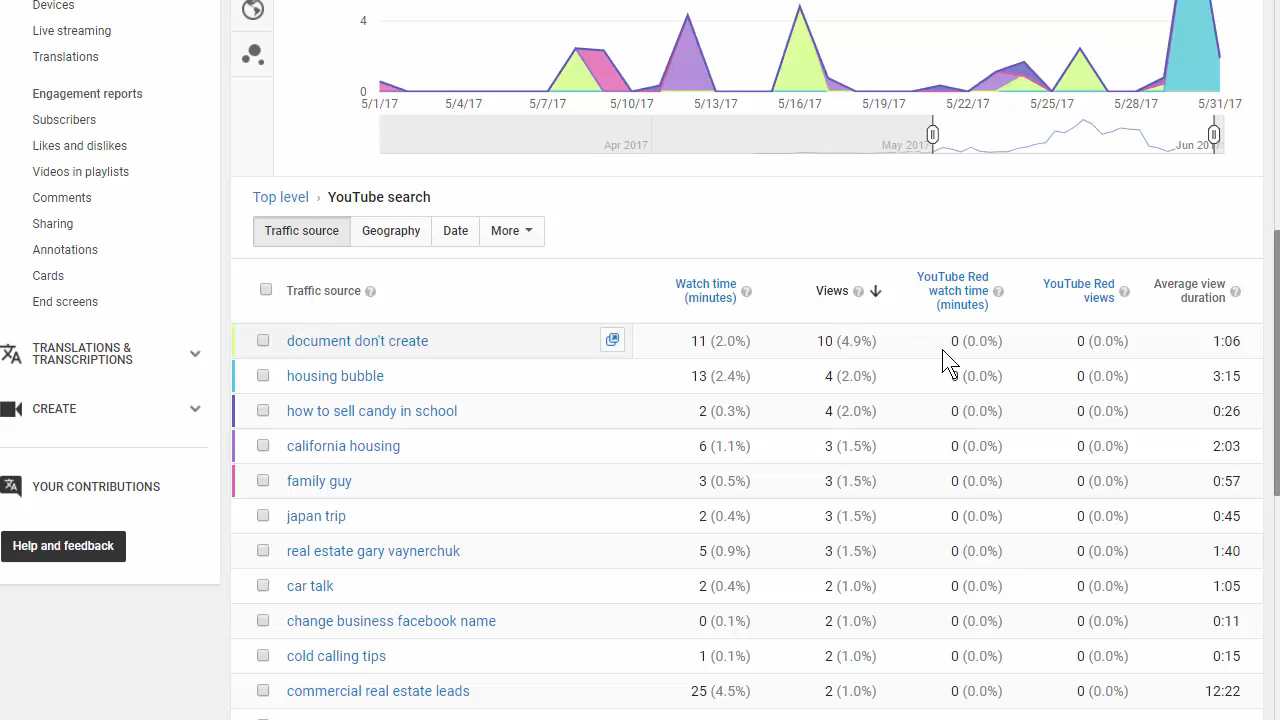 Devices
Live streaming
Translations
Engagement reports
Subscribers
Likes and dislikes
Videos in playlists
Comments
Sharing
Annotations
Cards
End screens
TRANSLATIONS &
TRANSCRIPTIONS
CREATE
YOUR CONTRIBUTIONS
Help and feedback
4
0
5/1/17 5/4/17 5/7/17 5/10/17 5/13/17 5/16/17 5/19/17 5/22/17 5/25/17 5/28/17 5/31/17
Apr 2017 May 2017 Jun
Top level › YouTube search
Traffic source Geography Date More
Traffic source ? Watch time (minutes) ? Views ? YouTube Red watch time (minutes) ? YouTube Red views ? Average view duration ?
document don't create 11 (2.0%) 10 (4.9%) 0 (0.0%) 0 (0.0%) 1:06
housing bubble 13 (2.4%) 4 (2.0%) (0.0%) 0 (0.0%) 3:15
how to sell candy in school 2 (0.3%) 4 (2.0%) 0 (0.0%) 0 (0.0%) 0:26
california housing 6 (1.1%) 3 (1.5%) 0 (0.0%) 0 (0.0%) 2:03
family guy 3 (0.5%) 3 (1.5%) 0 (0.0%) 0 (0.0%) 0:57
japan trip 2 (0.4%) 3 (1.5%) 0 (0.0%) 0 (0.0%) 0:45
real estate gary vaynerchuk 5 (0.9%) 3 (1.5%) 0 (0.0%) 0 (0.0%) 1:40
car talk 2 (0.4%) 2 (1.0%) 0 (0.0%) 0 (0.0%) 1:05
change business facebook name 0 (0.1%) 2 (1.0%) 0 (0.0%) 0 (0.0%) 0:11
cold calling tips 1 (0.1%) 2 (1.0%) 0 (0.0%) 0 (0.0%) 0:15
commercial real estate leads 25 (4.5%) 2 (1.0%) 0 (0.0%) 0 (0.0%) 12:22